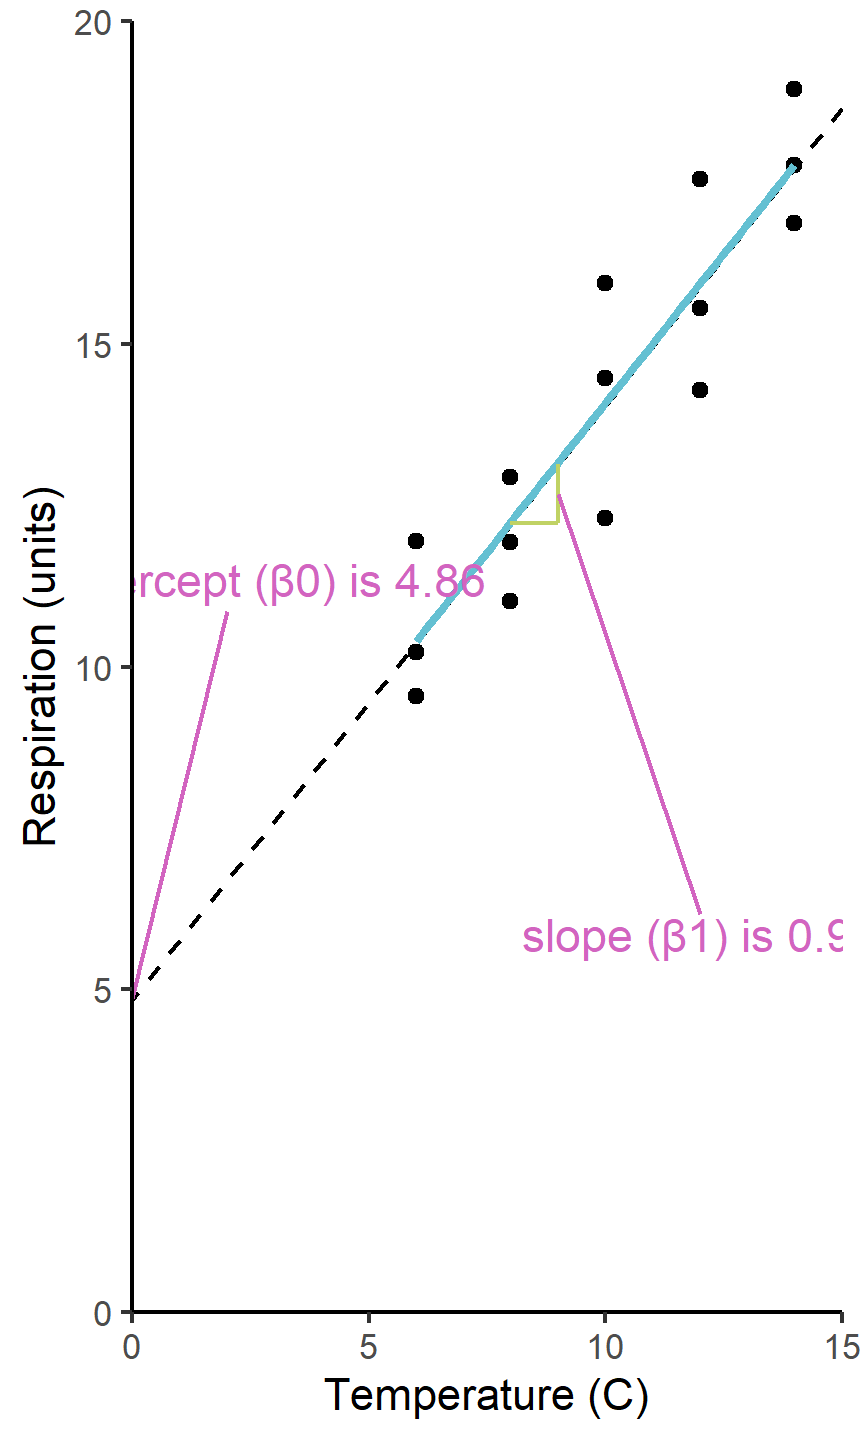 20
15
10
5
0
Respiration (units)
ercept (β0) is 4.86
slope (β1) is 0.9
0 5 10 15
Temperature (C)